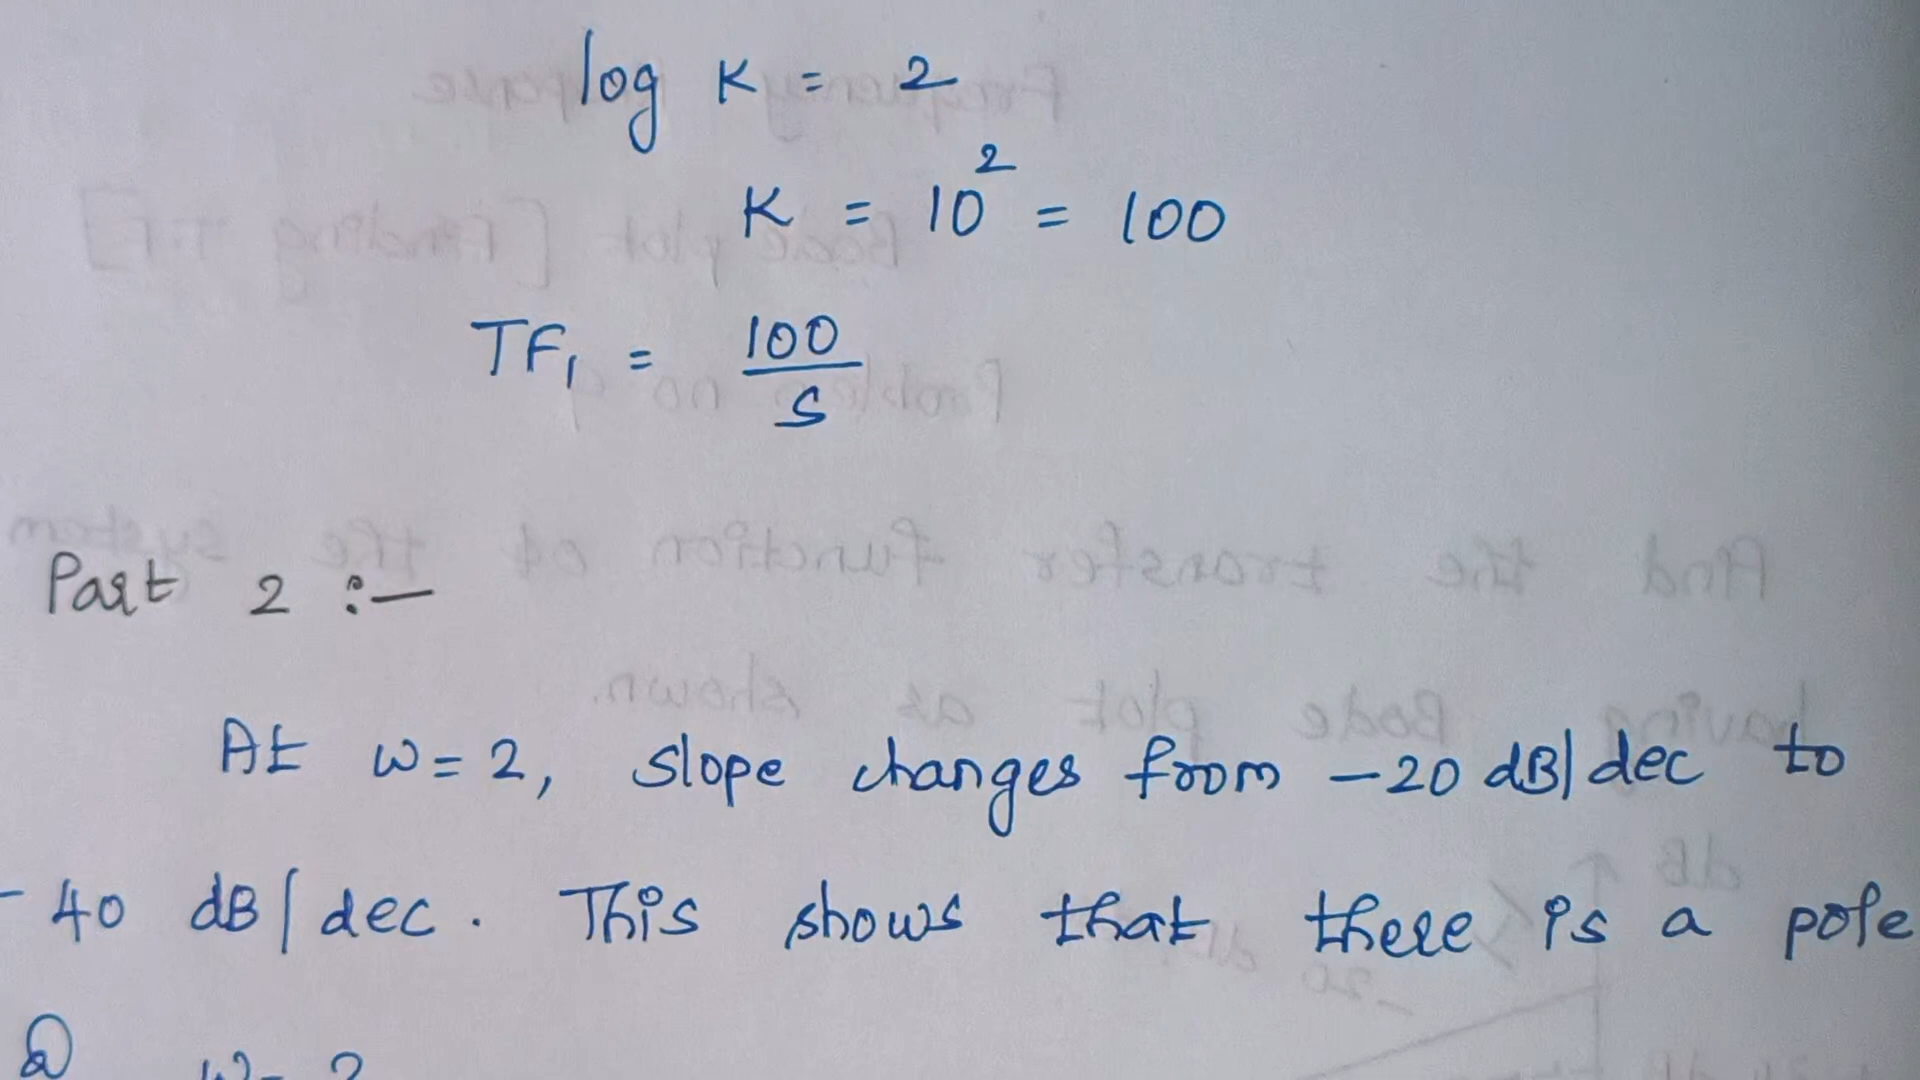 log K = 2
K = 10² = 100
TF₁ = 100/s
Part 2 :-
At ω = 2, slope changes from -20 dB/dec to
-40 dB/dec. This shows that there is a pole
@ ω = 2